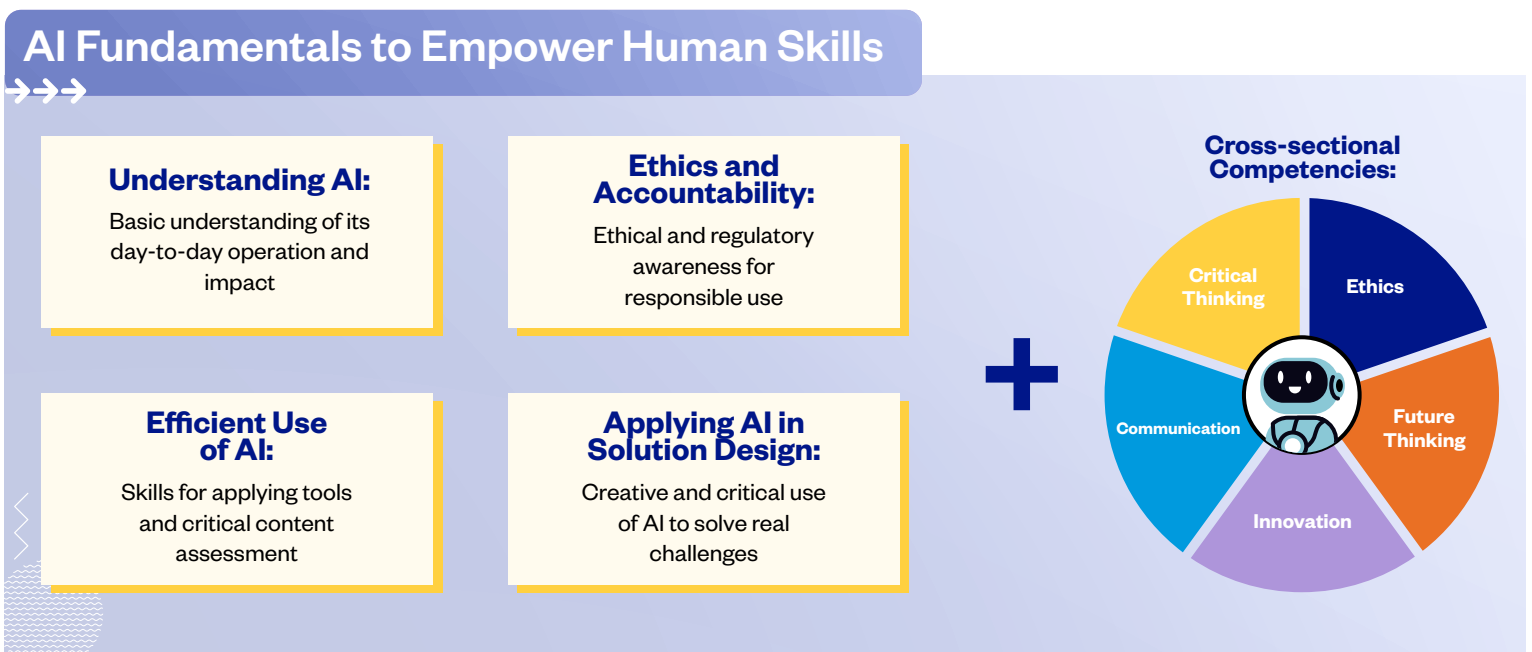 AI Fundamentals to Empower Human Skills
Understanding AI:
Basic understanding of its
day-to-day operation and
impact
Ethics and
Accountability:
Ethical and regulatory
awareness for
responsible use
Efficient Use
of AI:
Skills for applying tools
and critical content
assessment
Applying AI in
Solution Design:
Creative and critical use
of AI to solve real
challenges
Cross-sectional
Competencies:
Critical
Thinking
Ethics
Communication
Future
Thinking
Innovation